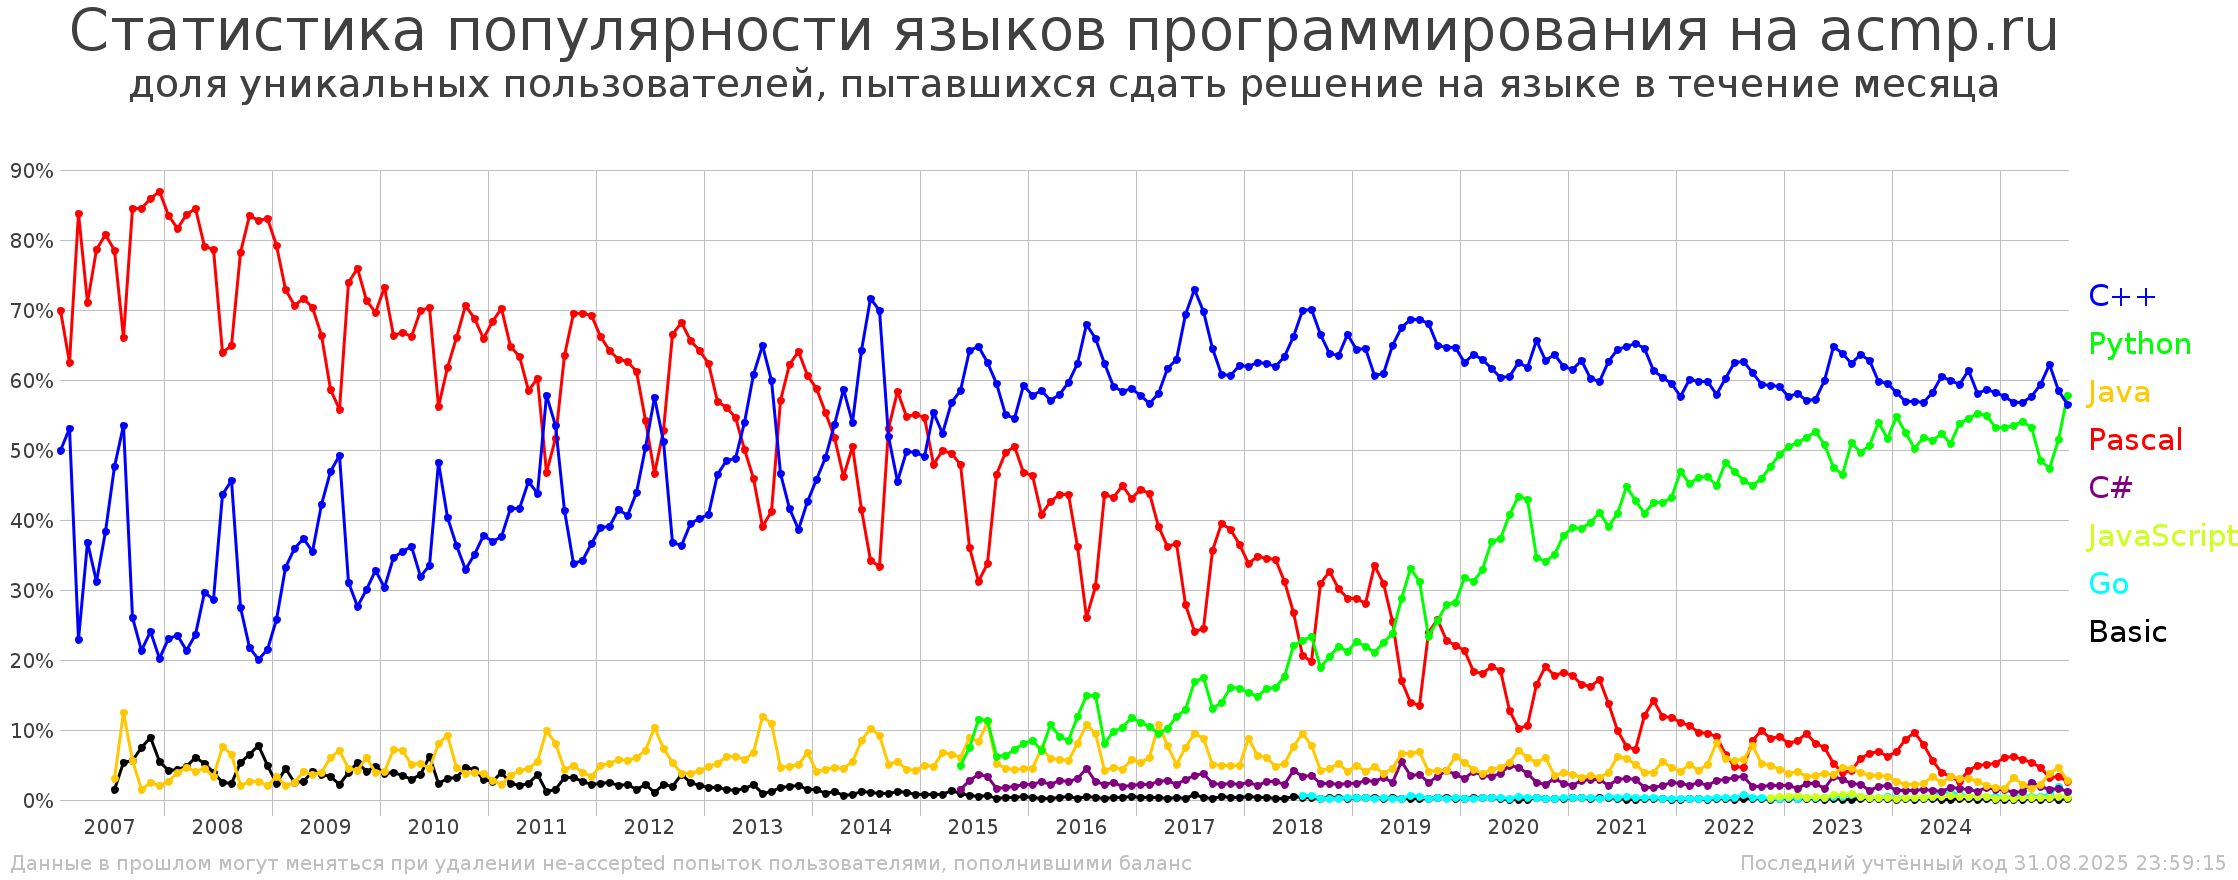 Статистика популярности языков программирования на acmp.ru
доля уникальных пользователей, пытавшихся сдать решение на языке в течение месяца
90%
80%
70%
60%
50%
40%
30%
20%
10%
0%
2007 2008 2009 2010 2011 2012 2013 2014 2015 2016 2017 2018 2019 2020 2021 2022 2023 2024
C++
Python
Java
Pascal
C#
JavaScript
Go
Basic
Данные в прошлом могут меняться при удалении не-accepted попыток пользователями, пополнившими баланс
Последний учтённый код 31.08.2025 23:59:15